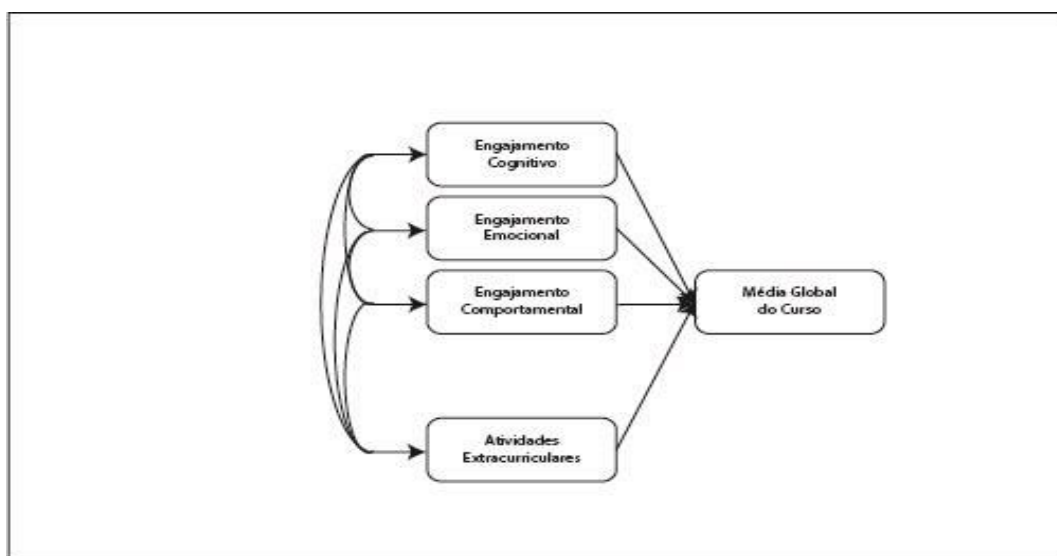 Engajamento
Cognitivo
Engajamento
Emocional
Engajamento
Comportamental
Média Global
do Curso
Atividades
Extracurriculares